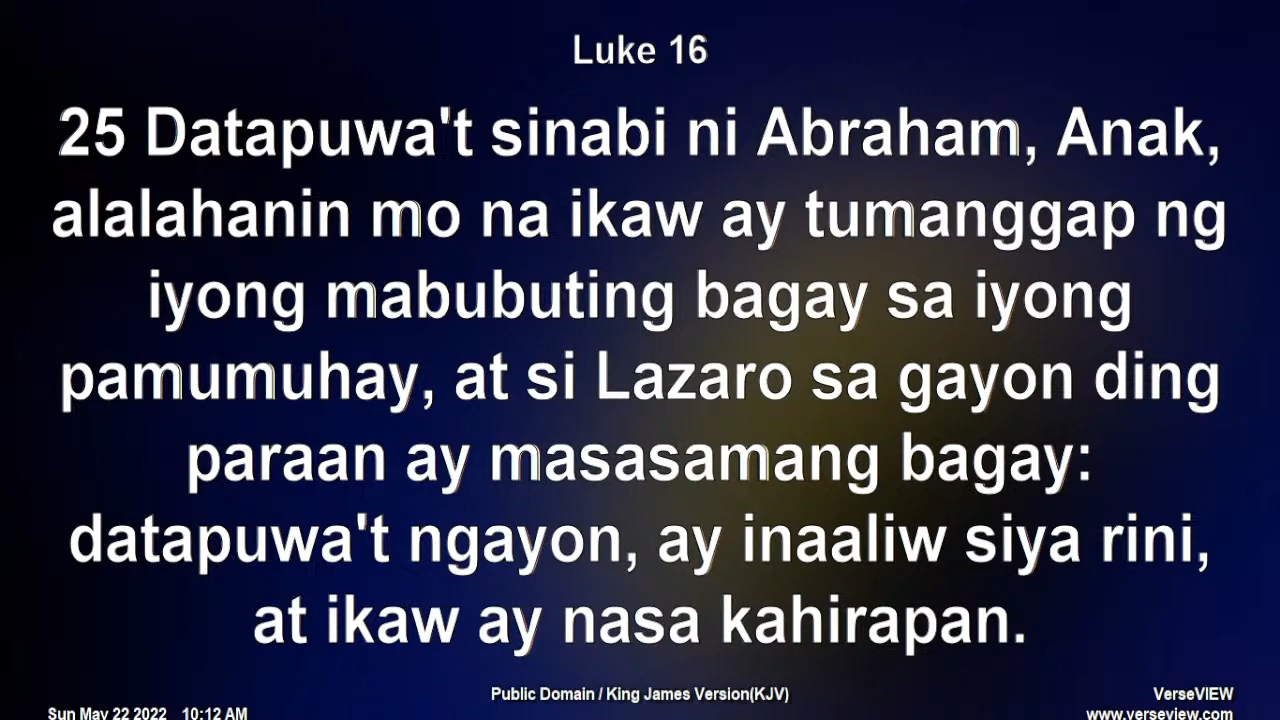 Luke 16
25 Datapuwa't sinabi ni Abraham, Anak,
alalahanin mo na ikaw ay tumanggap ng
iyong mabubuting bagay sa iyong
pamumuhay, at si Lazaro sa gayon ding
paraan ay masasamang bagay:
datapuwa't ngayon, ay inaaliw siya rini,
at ikaw ay nasa kahirapan.
Public Domain / King James Version(KJV)
VerseVIEW
Sun May 22 2022 10:12 AM
www.verseview.com